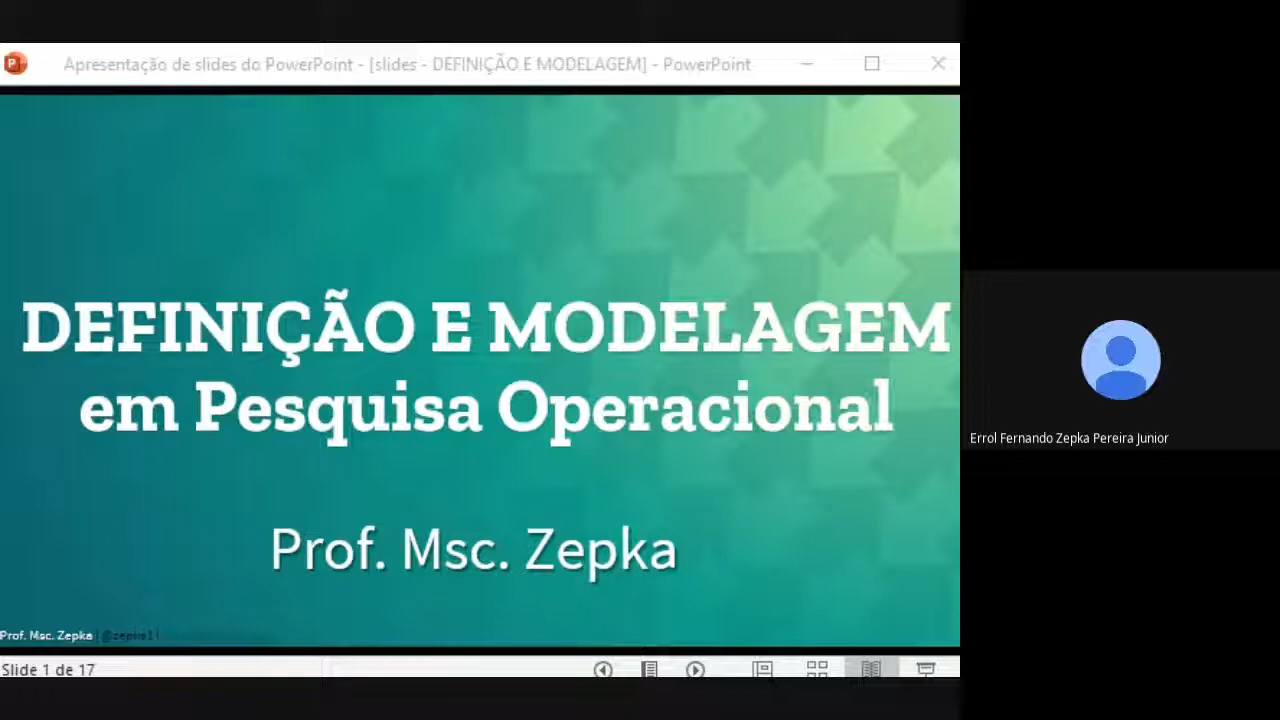 Apresentação de slides do PowerPoint - [slides - DEFINIÇÃO E MODELAGEM] - PowerPoint
DEFINIÇÃO E MODELAGEM
em Pesquisa Operacional
Prof. Msc. Zepka
Errol Fernando Zepka Pereira Junior
Prof. Msc. Zepka |
Slide 1 de 17